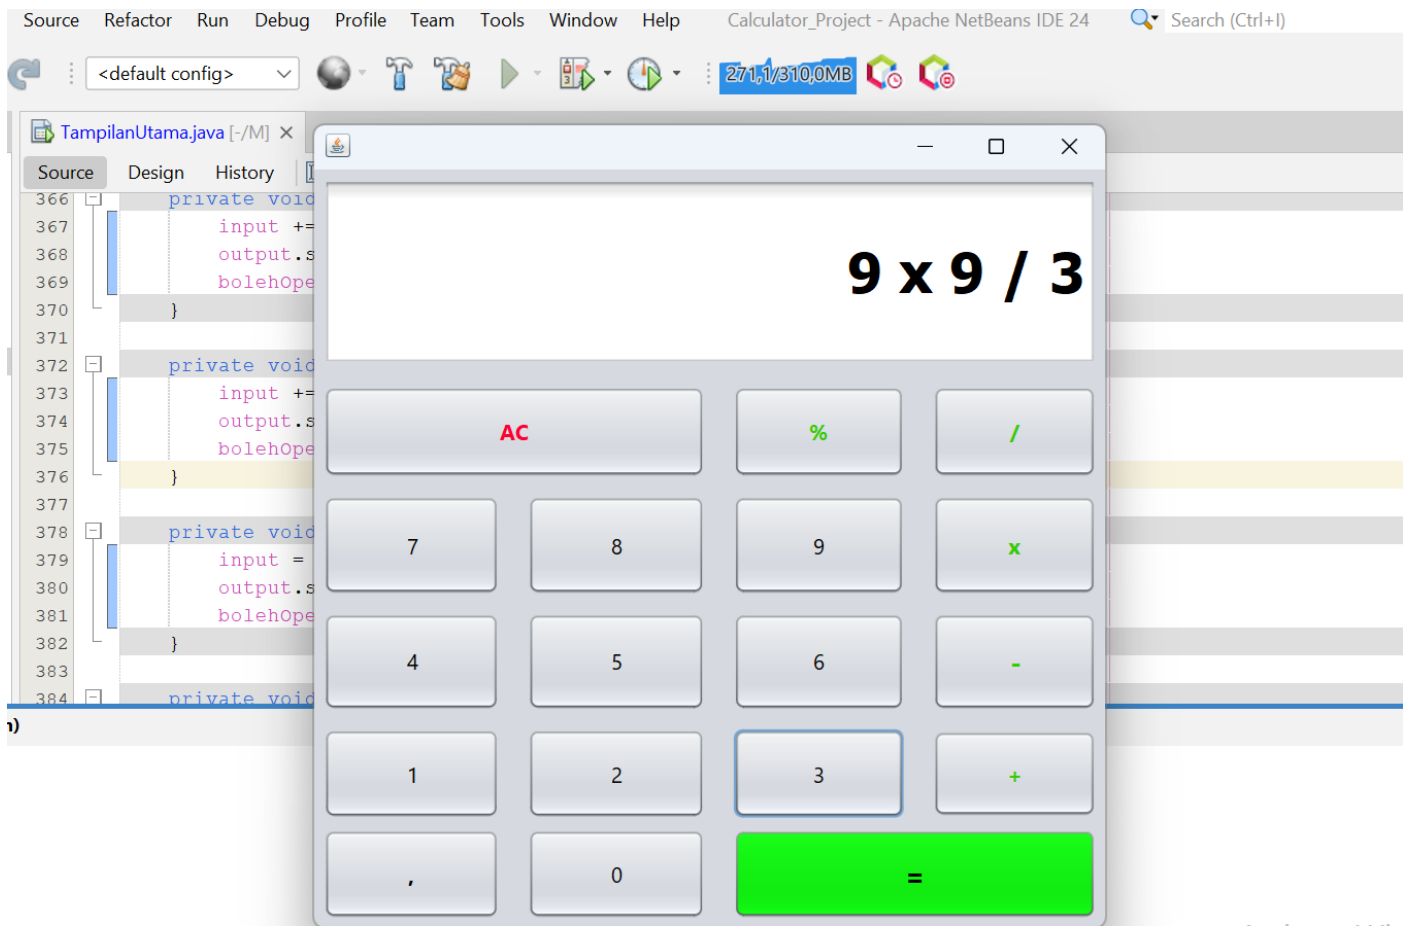 Source Refactor Run Debug Profile Team Tools Window Help Calculator_Project - Apache NetBeans IDE 24 Search (Ctrl+I)
<default config> 271,1/310,0MB
TampilanUtama.java [-/M]
Source Design History
366 private void
367 input +=
368 output.s
369 bolehOpe
370 }
371
372 private void
373 input +=
374 output.s
375 bolehOpe
376 }
377
378 private void
379 input =
380 output.s
381 bolehOpe
382 }
383
384 private void
9 x 9 / 3
AC % /
7 8 9 x
4 5 6 -
1 2 3 +
, 0 =